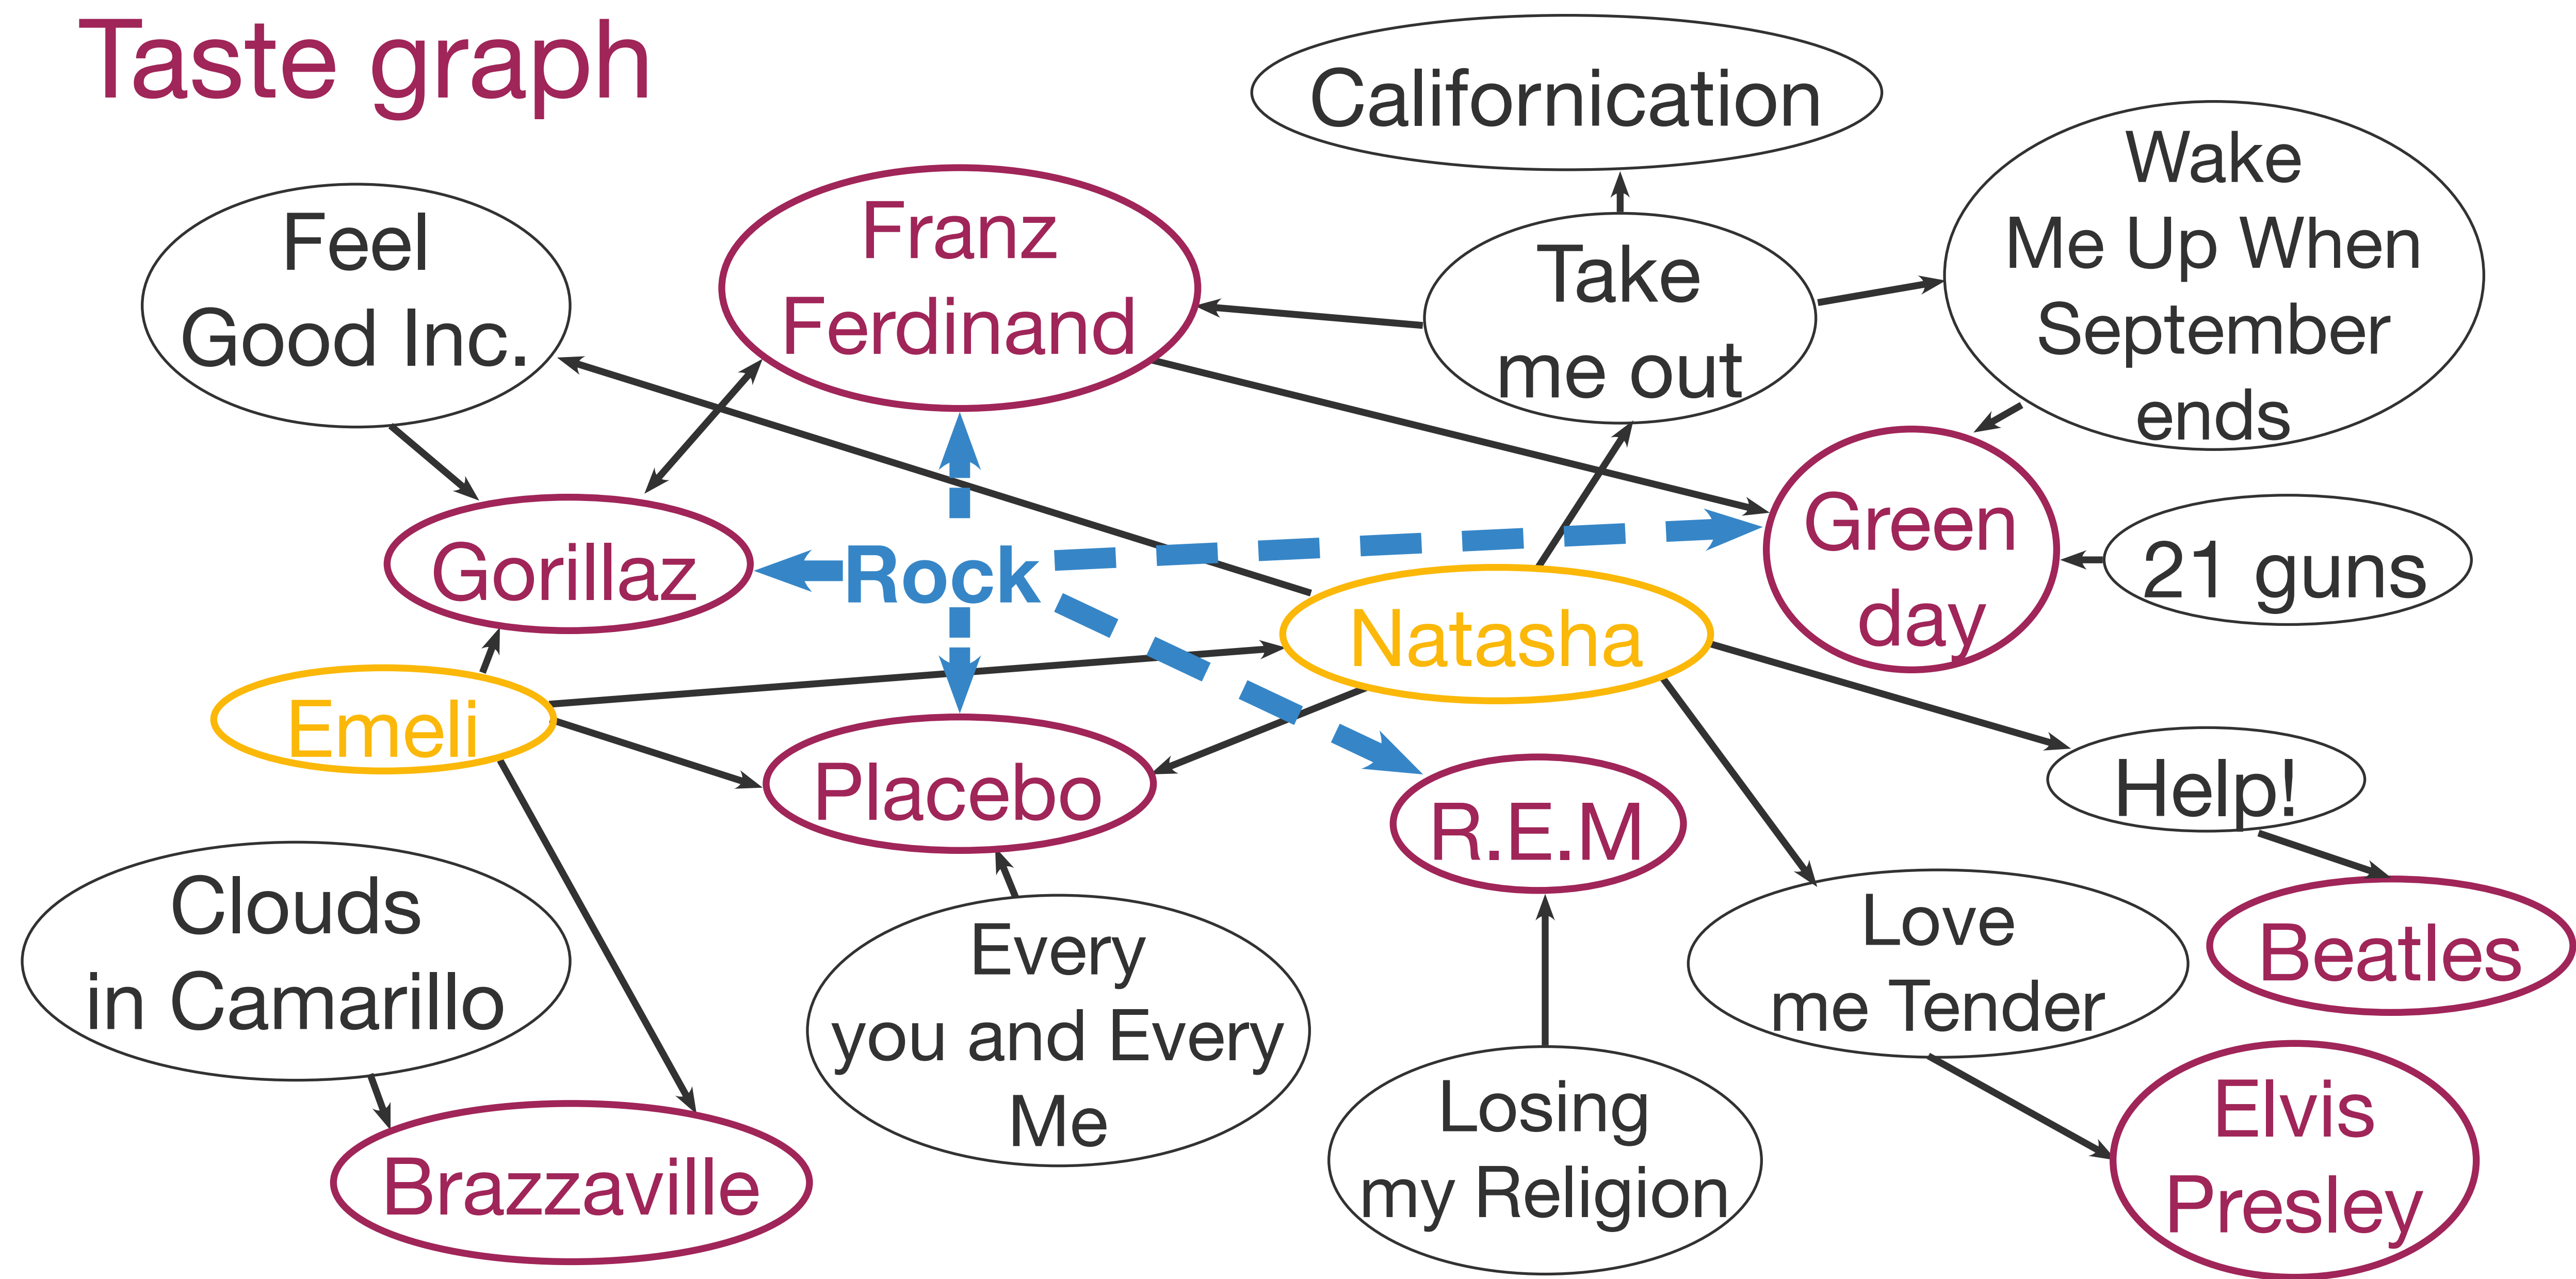 Taste graph
Californication
Wake
Me Up When
September
ends
Feel
Good Inc.
Franz
Ferdinand
Take
me out
Gorillaz
Rock
Green
day
21 guns
Natasha
Emeli
Placebo
R.E.M
Help!
Clouds
in Camarillo
Every
you and Every
Me
Love
me Tender
Beatles
Losing
my Religion
Brazzaville
Elvis
Presley